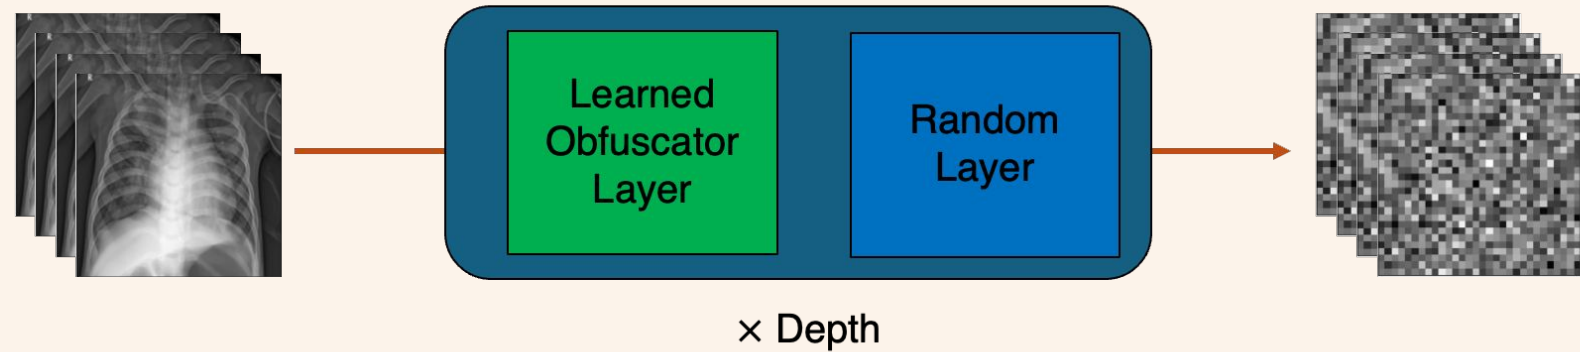 Learned
Obfuscator
Layer
Random
Layer
× Depth